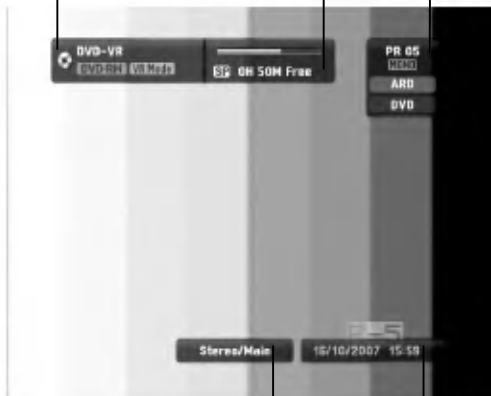 DVD-VR
DVD-RW VR Mode
SP 0H 50M Free
PR 05
MONO
ARD
DVD
P-5
Stereo/Main 16/10/2007 15:59